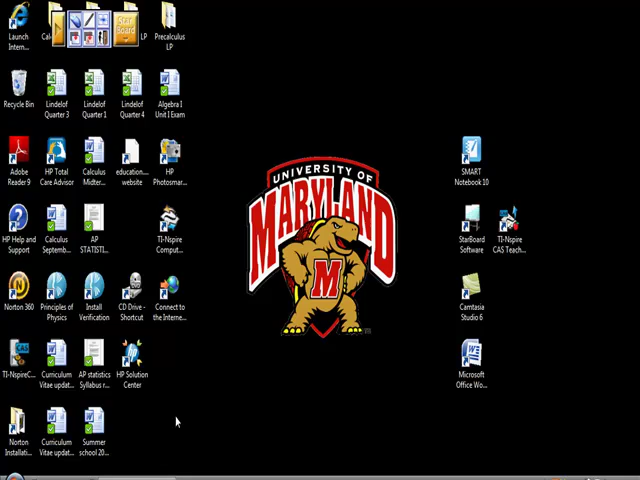 Launch
Intern...
Cal
Star
Board
LP
Precalculus
LP
Recycle Bin
Lindelof
Quarter 3
Lindelof
Quarter 1
Lindelof
Quarter 4
Algebra I
Unit I Exam
Adobe
Reader 9
HP Total
Care Advisor
Calculus
Midter...
education....
website
HP
Photosmar...
SMART
Notebook 10
UNIVERSITY OF
MARYLAND
M
HP Help and
Support
Calculus
Septemb...
AP
STATISTI...
TI-Nspire
Comput...
StarBoard
Software
TI-Nspire
CAS Teach...
Norton 360
Principles of
Physics
Install
Verification
CD Drive -
Shortcut
Connect to
the Interne...
Camtasia
Studio 6
TI-NspireC...
Curriculum
Vitae updat...
AP statistics
Syllabus r...
HP Solution
Center
Microsoft
Office Wo...
Norton
Installati...
Curriculum
Vitae updat...
Summer
school 20...